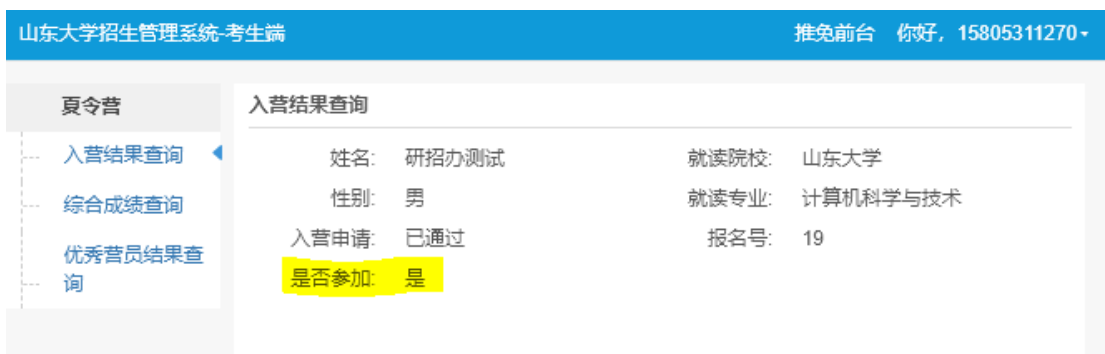 山东大学招生管理系统-考生端 推免前台 你好，15805311270
夏令营
入营结果查询
综合成绩查询
优秀营员结果查
询
入营结果查询
姓名: 研招办测试 就读院校: 山东大学
性别: 男 就读专业: 计算机科学与技术
入营申请: 已通过 报名号: 19
是否参加: 是